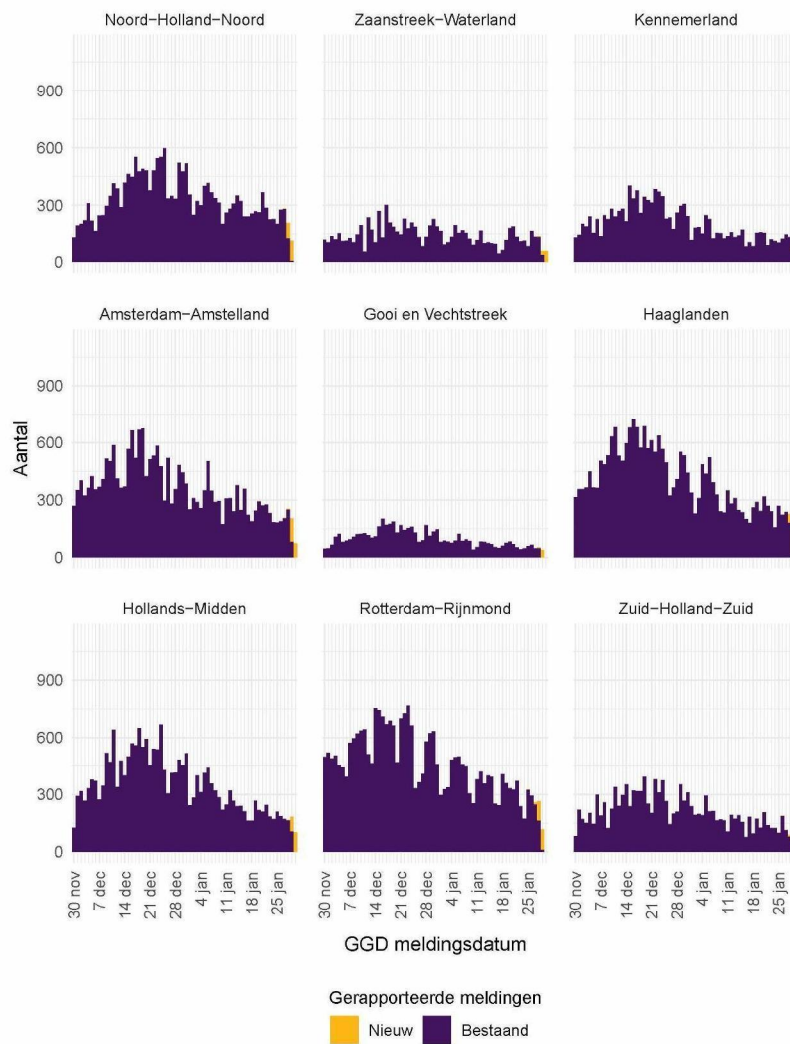 Noord−Holland−Noord
Zaanstreek−Waterland
Kennemerland
900
600
300
0
Amsterdam−Amstelland
Gooi en Vechtstreek
Haaglanden
Aantal
900
600
300
0
Hollands−Midden
Rotterdam−Rijnmond
Zuid−Holland−Zuid
900
600
300
0
30 nov
7 dec
14 dec
21 dec
28 dec
4 jan
11 jan
18 jan
25 jan
30 nov
7 dec
14 dec
21 dec
28 dec
4 jan
11 jan
18 jan
25 jan
30 nov
7 dec
14 dec
21 dec
28 dec
4 jan
11 jan
18 jan
25 jan
GGD meldingsdatum
Gerapporteerde meldingen
Nieuw
Bestaand